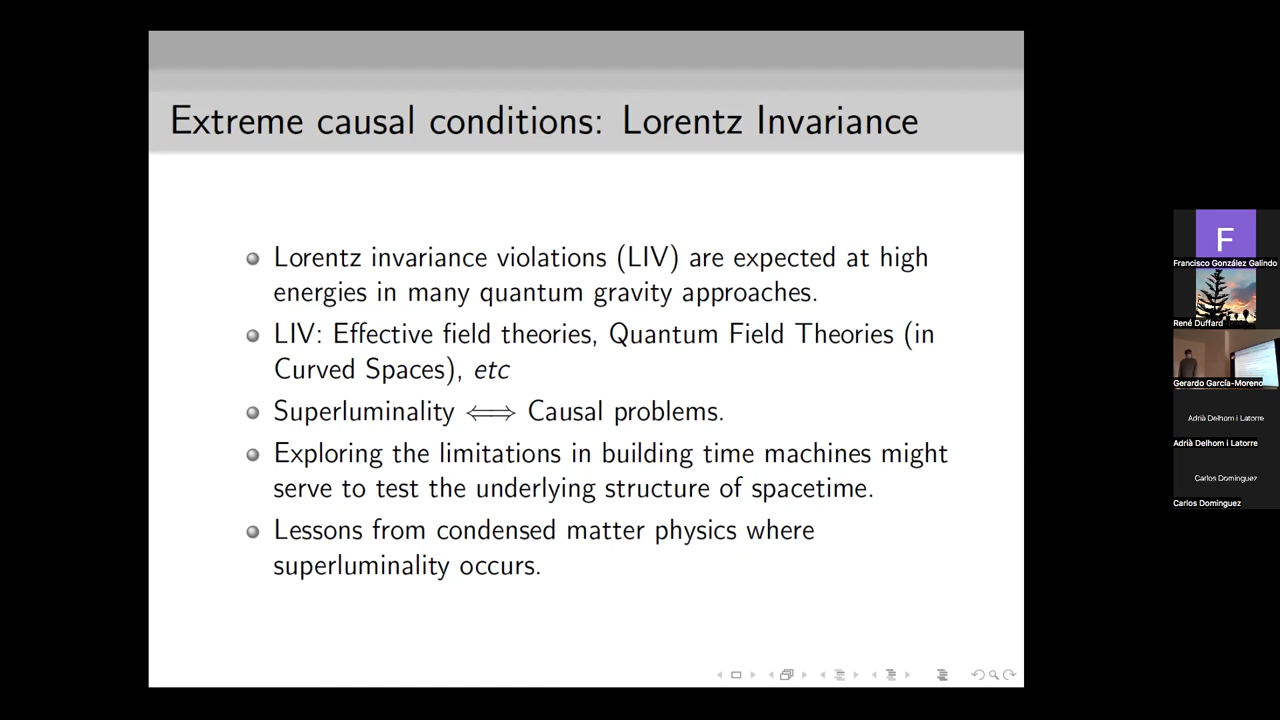 Extreme causal conditions: Lorentz Invariance
Lorentz invariance violations (LIV) are expected at high
energies in many quantum gravity approaches.
LIV: Effective field theories, Quantum Field Theories (in
Curved Spaces), etc
Superluminality ⟺ Causal problems.
Exploring the limitations in building time machines might
serve to test the underlying structure of spacetime.
Lessons from condensed matter physics where
superluminality occurs.
F
Francisco González Galindo
René Duffard
Gerardo García-Moreno
Adrià Delhom i Latorre
Adrià Delhom i Latorre
Carlos Dominguez
Carlos Dominguez